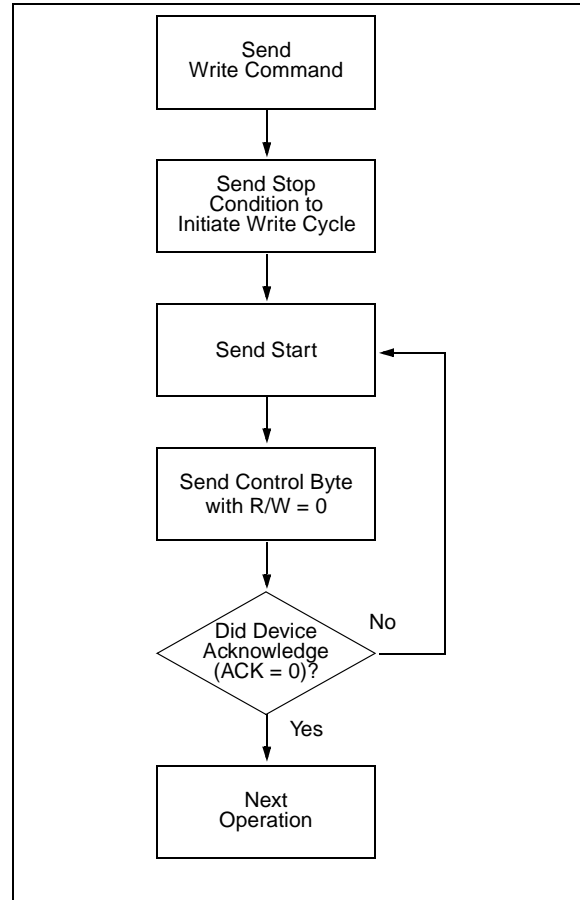 Send
Write Command
Send Stop
Condition to
Initiate Write Cycle
Send Start
Send Control Byte
with R/W = 0
Did Device
Acknowledge
(ACK = 0)?
No
Yes
Next
Operation